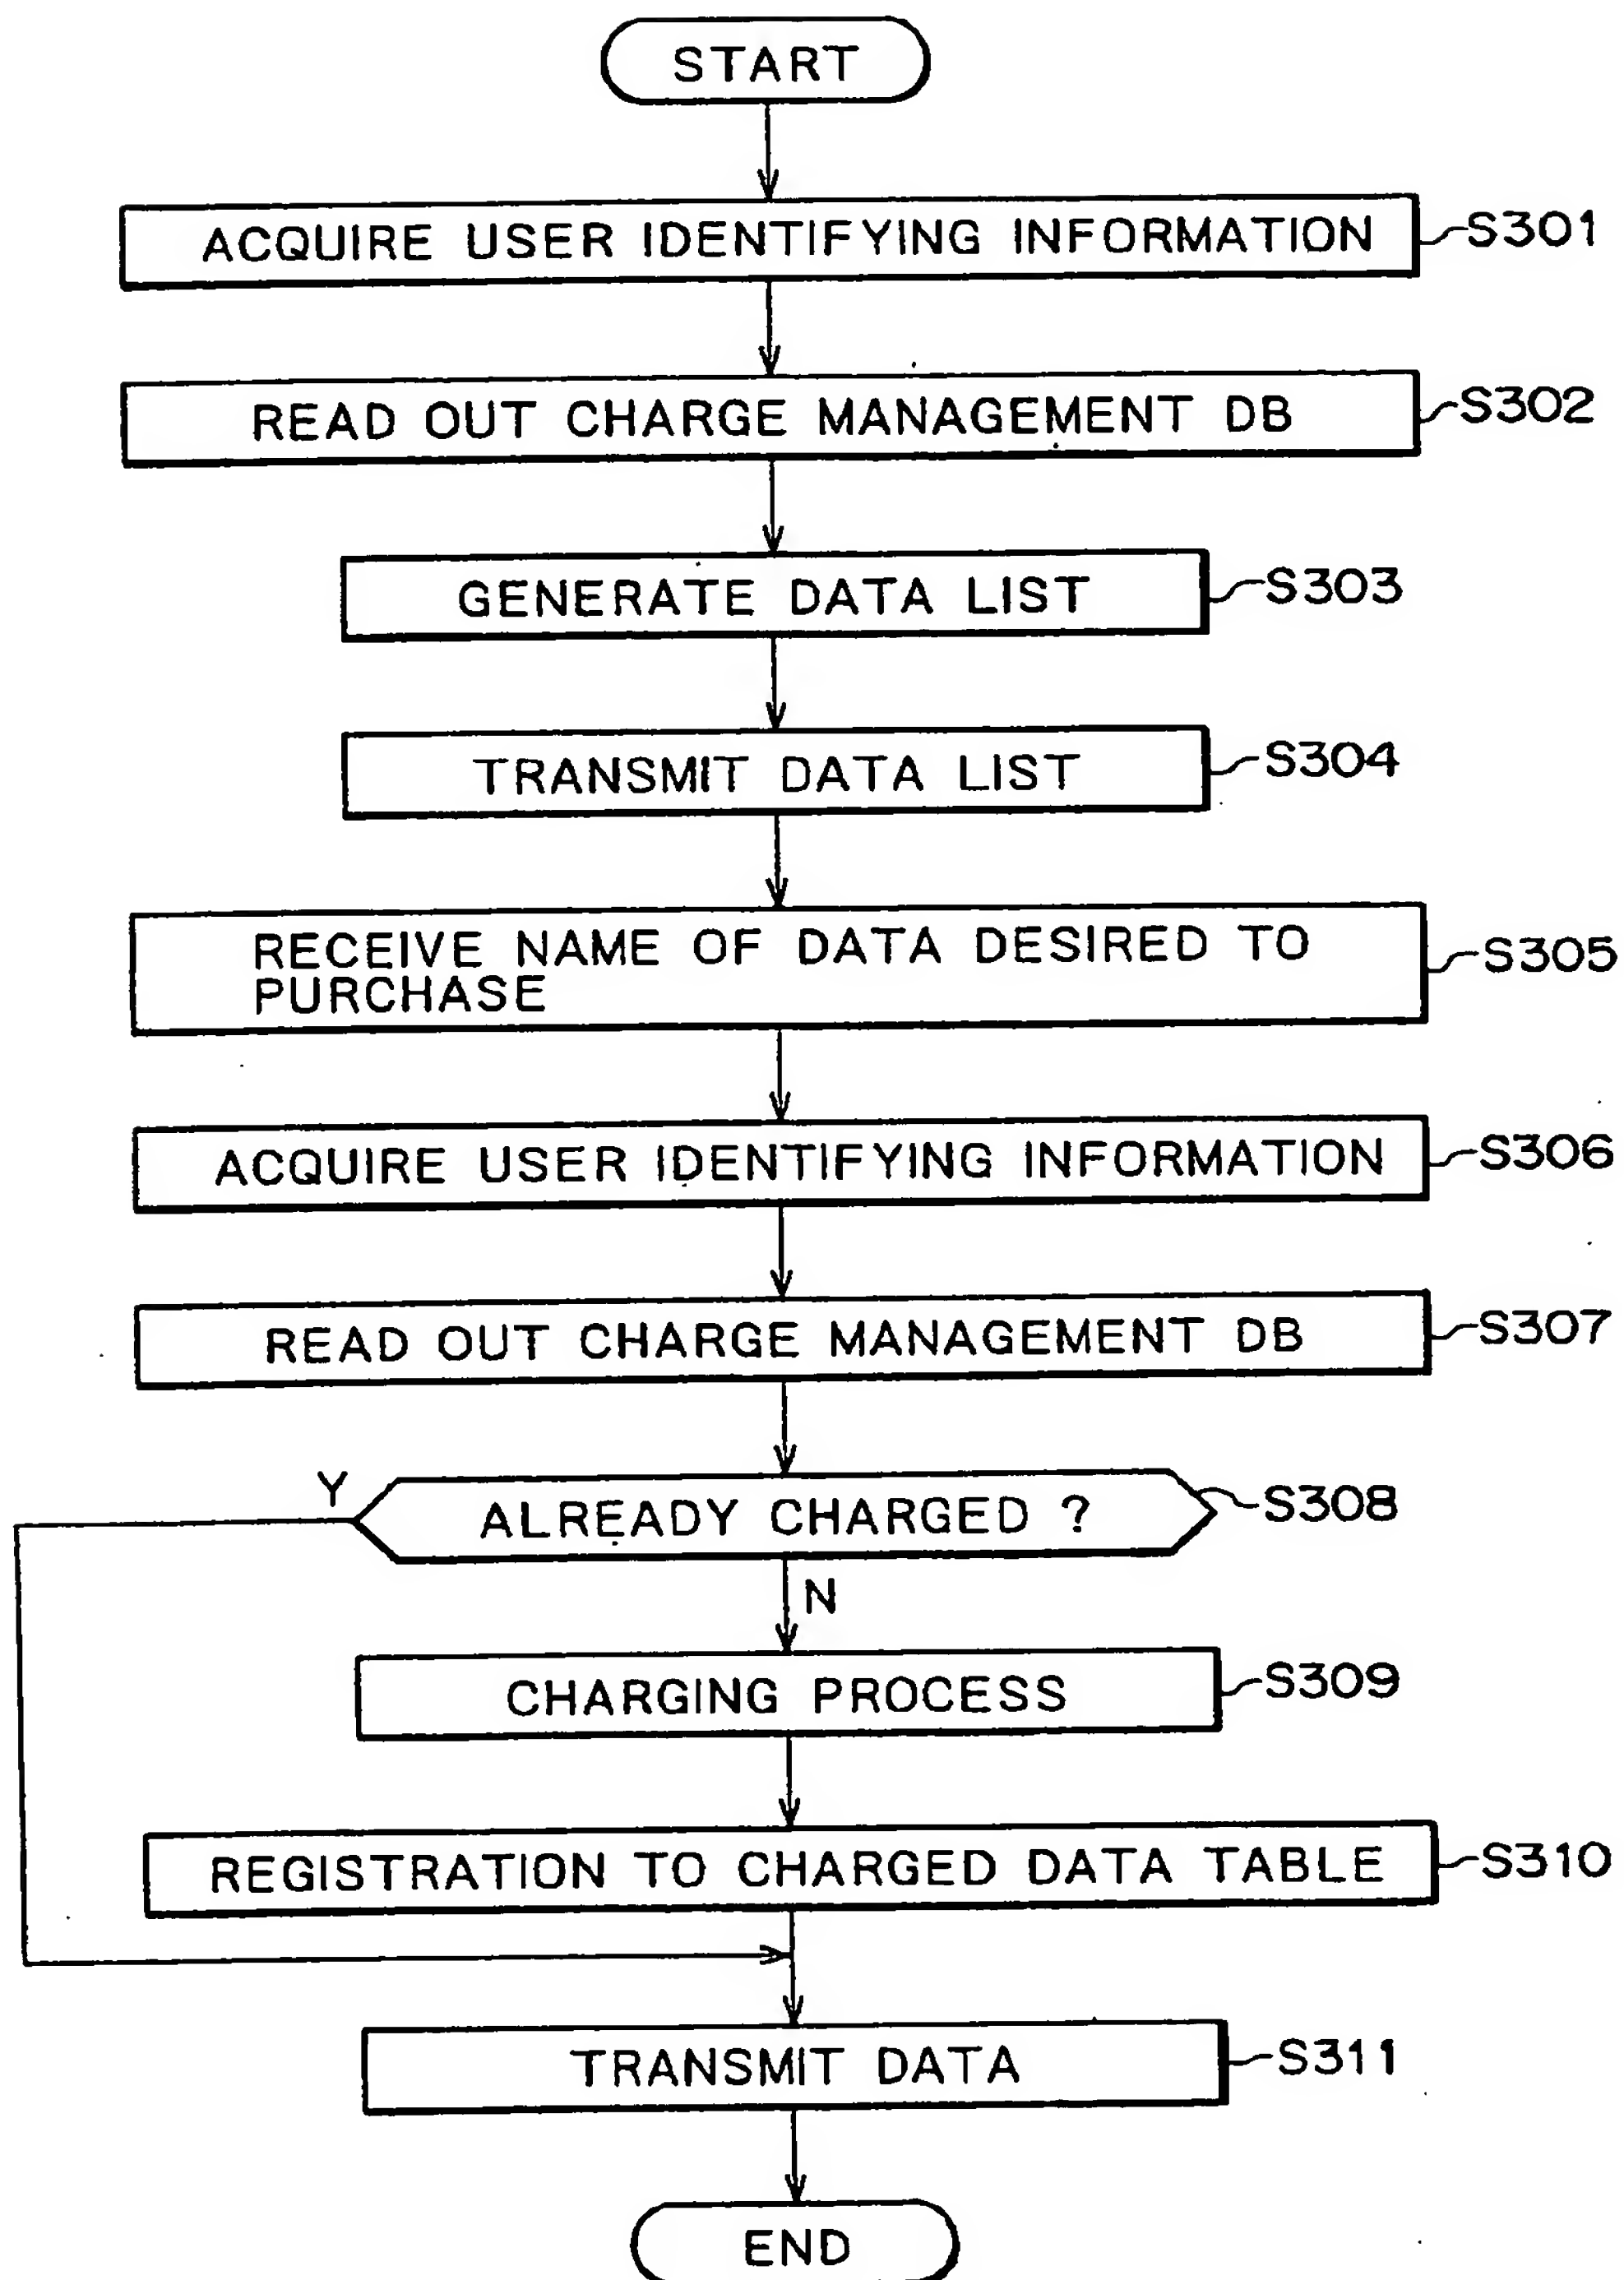 START
ACQUIRE USER IDENTIFYING INFORMATION S301
READ OUT CHARGE MANAGEMENT DB S302
GENERATE DATA LIST S303
TRANSMIT DATA LIST S304
RECEIVE NAME OF DATA DESIRED TO
PURCHASE
S305
ACQUIRE USER IDENTIFYING INFORMATION S306
READ OUT CHARGE MANAGEMENT DB S307
Y
ALREADY CHARGED ? S308
N
CHARGING PROCESS S309
REGISTRATION TO CHARGED DATA TABLE S310
TRANSMIT DATA S311
END